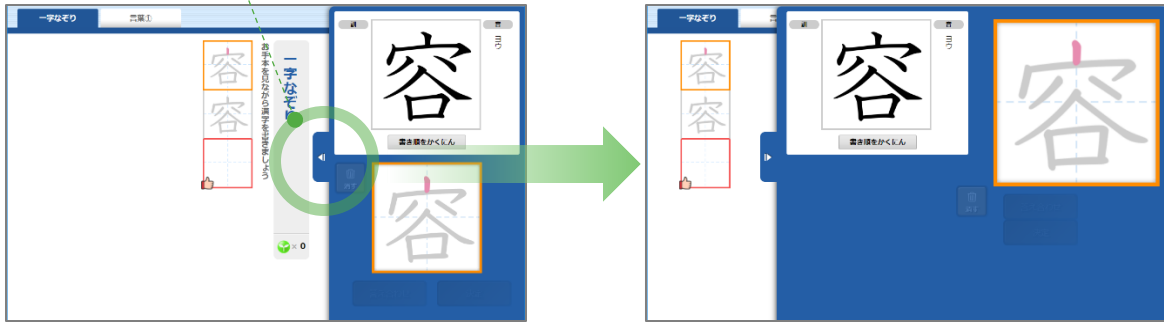 一字なぞり
言葉①
容
容
お手本を見ながら漢字を書きましょう
一字なぞり
× 0
訓
音
ヨウ
容
書き順をかくにん
消す
容
一字なぞり
容
容
訓
音
ヨウ
容
書き順をかくにん
消す
容